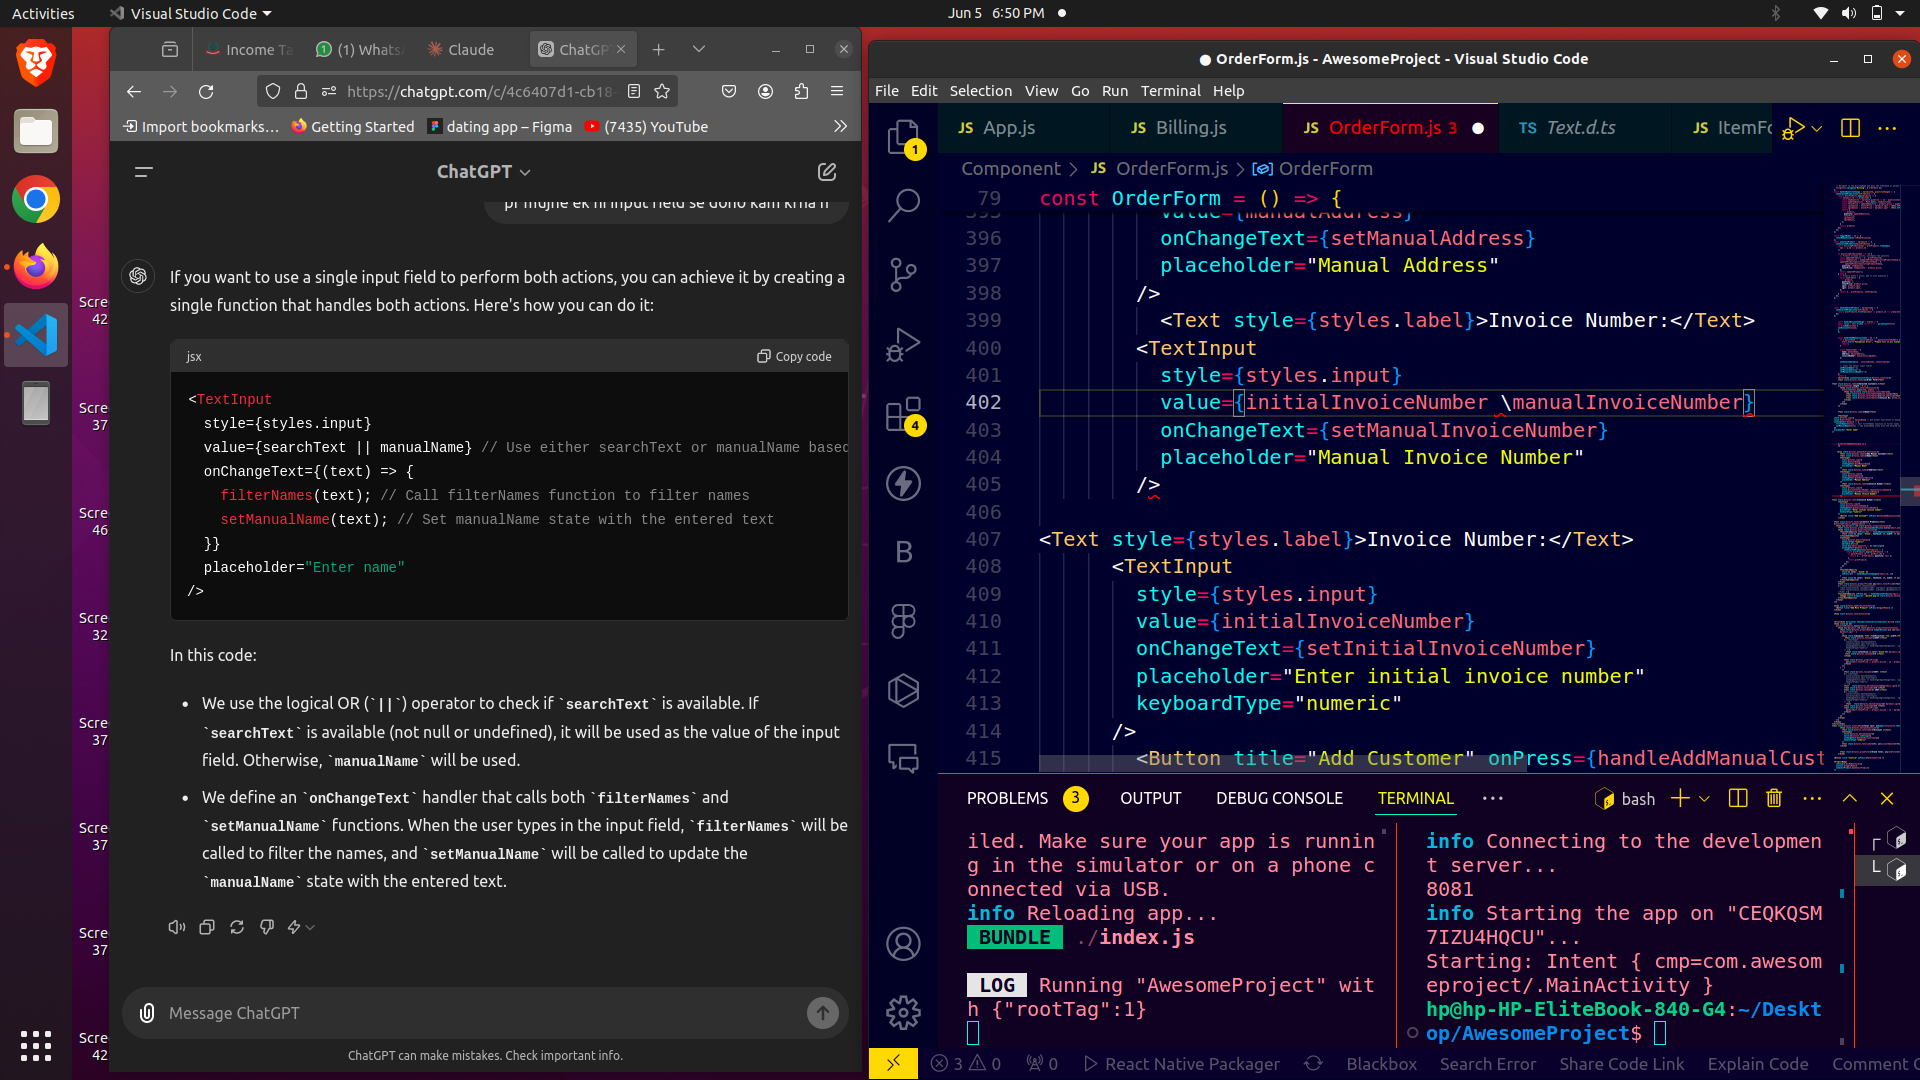 Activities
Visual Studio Code
Jun 5 6:50 PM
Income Ta
(1) Whats
Claude
ChatGP
https://chatgpt.com/c/4c6407d1-cb18-
Import bookmarks...
Getting Started
dating app – Figma
(7435) YouTube
ChatGPT
pr mujhe ek hi input field se dono kam krna h
If you want to use a single input field to perform both actions, you can achieve it by creating a
single function that handles both actions. Here's how you can do it:
jsx
Copy code
<TextInput
style={styles.input}
value={searchText || manualName} // Use either searchText or manualName based
onChangeText={(text) => {
filterNames(text); // Call filterNames function to filter names
setManualName(text); // Set manualName state with the entered text
}}
placeholder="Enter name"
/>
In this code:
• We use the logical OR (`||`) operator to check if `searchText` is available. If
`searchText` is available (not null or undefined), it will be used as the value of the input
field. Otherwise, `manualName` will be used.
• We define an `onChangeText` handler that calls both `filterNames` and
`setManualName` functions. When the user types in the input field, `filterNames` will be
called to filter the names, and `setManualName` will be called to update the
`manualName` state with the entered text.
Message ChatGPT
ChatGPT can make mistakes. Check important info.
Scre
42
Scre
37
Scre
46
Scre
32
Scre
37
Scre
37
Scre
37
Scre
42
● OrderForm.js - AwesomeProject - Visual Studio Code
File Edit Selection View Go Run Terminal Help
1
4
B
JS App.js
JS Billing.js
JS OrderForm.js 3
TS Text.d.ts
JS ItemFo
Component > JS OrderForm.js > OrderForm
79 const OrderForm = () => {
395 value={manualAddress}
396 onChangeText={setManualAddress}
397 placeholder="Manual Address"
398 />
399 <Text style={styles.label}>Invoice Number:</Text>
400 <TextInput
401 style={styles.input}
402 value={initialInvoiceNumber \manualInvoiceNumber}
403 onChangeText={setManualInvoiceNumber}
404 placeholder="Manual Invoice Number"
405 />
406
407 <Text style={styles.label}>Invoice Number:</Text>
408 <TextInput
409 style={styles.input}
410 value={initialInvoiceNumber}
411 onChangeText={setInitialInvoiceNumber}
412 placeholder="Enter initial invoice number"
413 keyboardType="numeric"
414 />
415 <Button title="Add Customer" onPress={handleAddManualCust
PROBLEMS 3 OUTPUT DEBUG CONSOLE TERMINAL
bash
iled. Make sure your app is runnin
g in the simulator or on a phone c
onnected via USB.
info Reloading app...
BUNDLE ./index.js
LOG Running "AwesomeProject" wit
h {"rootTag":1}
info Connecting to the developmen
t server...
8081
info Starting the app on "CEQKQSM
7IZU4HQCU"...
Starting: Intent { cmp=com.awesom
eproject/.MainActivity }
hp@hp-HP-EliteBook-840-G4:~/Deskt
op/AwesomeProject$
3 0 0 React Native Packager Blackbox Search Error Share Code Link Explain Code Comment C